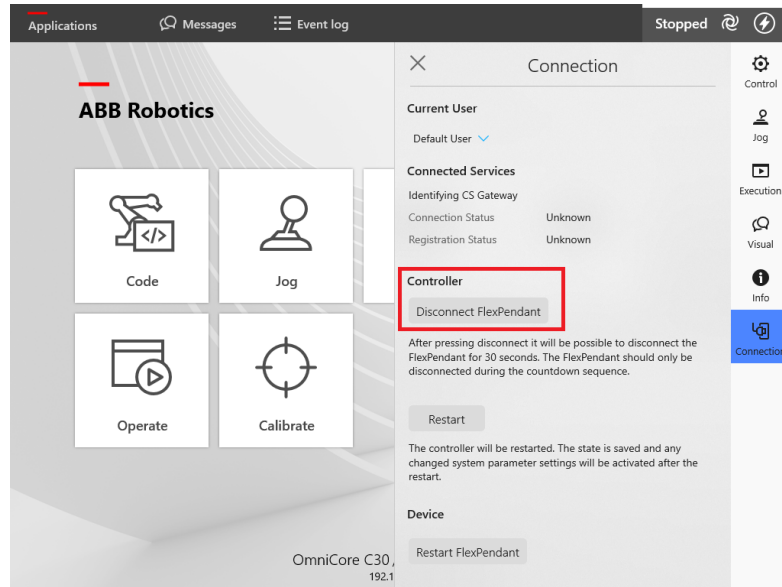 Applications
Messages
Event log
Stopped
ABB Robotics
Code
Jog
Operate
Calibrate
OmniCore C30
192.1
Connection
Current User
Default User
Connected Services
Identifying CS Gateway
Connection Status Unknown
Registration Status Unknown
Controller
Disconnect FlexPendant
After pressing disconnect it will be possible to disconnect the
FlexPendant for 30 seconds. The FlexPendant should only be
disconnected during the countdown sequence.
Restart
The controller will be restarted. The state is saved and any
changed system parameter settings will be activated after the
restart.
Device
Restart FlexPendant
Control
Jog
Execution
Visual
Info
Connection